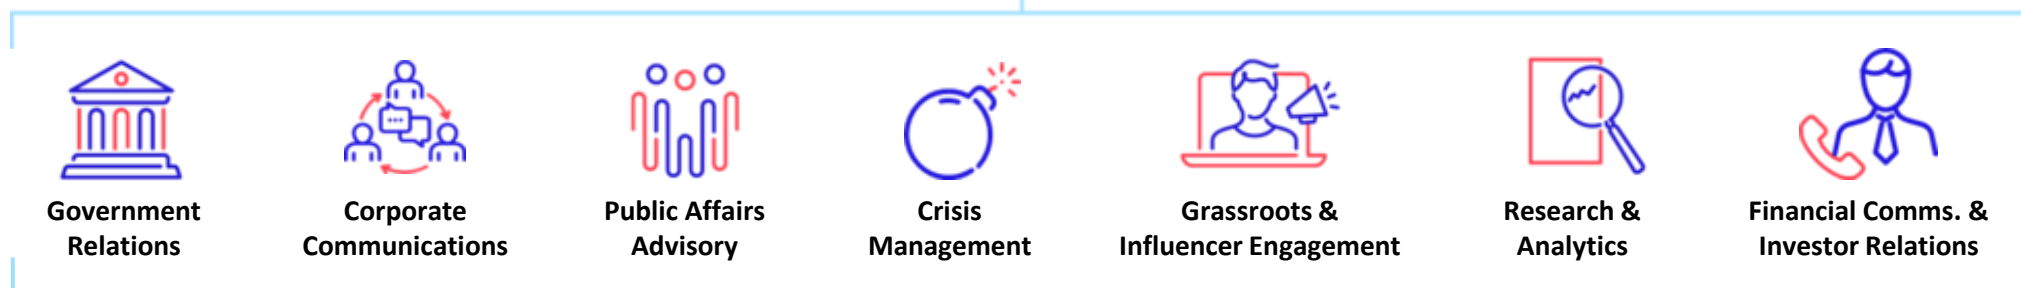 Government
Relations
Corporate
Communications
Public Affairs
Advisory
Crisis
Management
Grassroots &
Influencer Engagement
Research &
Analytics
Financial Comms. &
Investor Relations